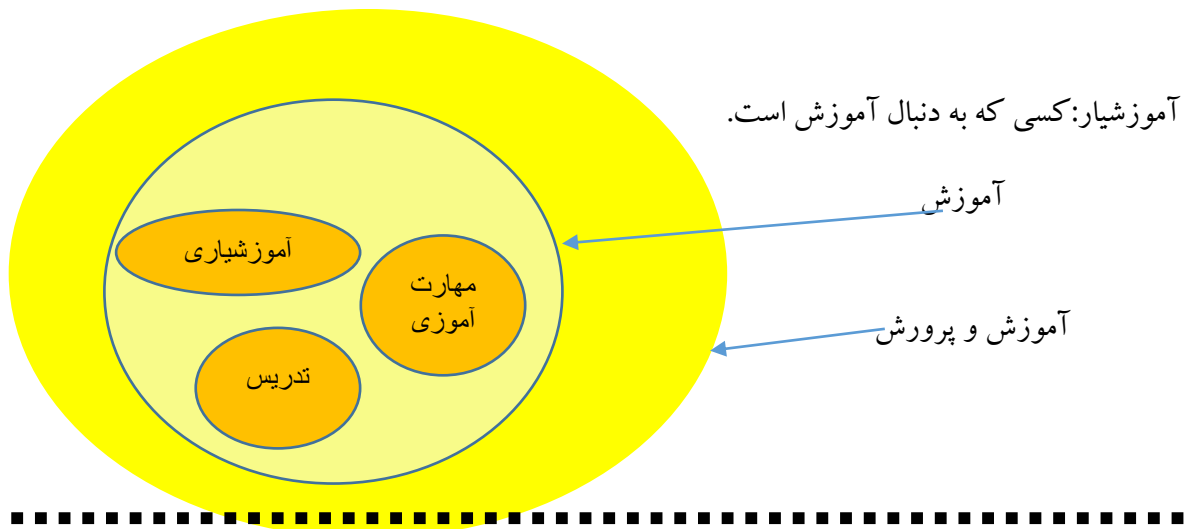 آموزشیار:کسی که به دنبال آموزش است.
آموزش
آموزشیاری
مهارت
آموزی
آموزش و پرورش
تدریس